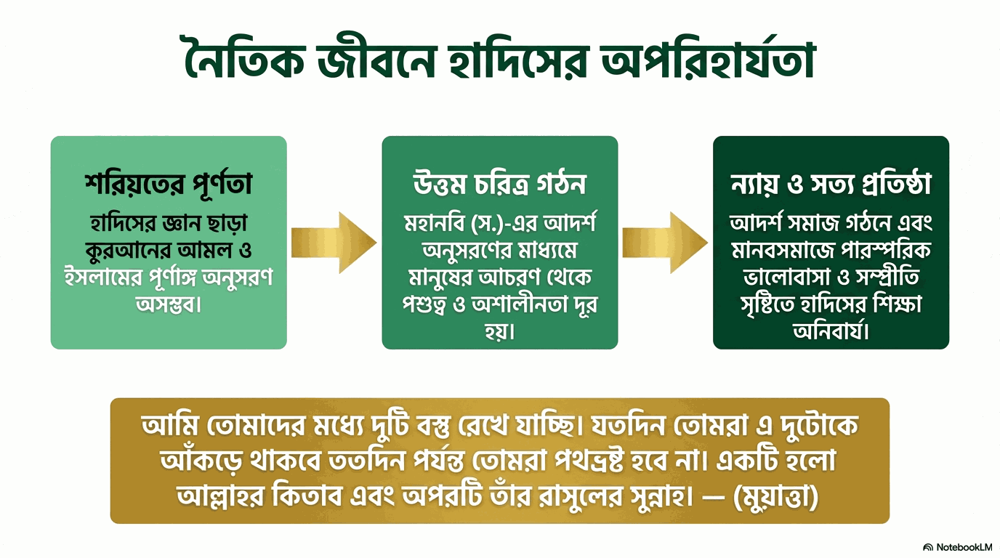 নৈতিক জীবনে হাদিসের অপরিহার্যতা
শরিয়তের পূর্ণতা
হাদিসের জ্ঞান ছাড়া
কুরআনের আমল ও
ইসলামের পূর্ণাঙ্গ অনুসরণ
অসম্ভব।
উত্তম চরিত্র গঠন
মহানবি (স.)-এর আদর্শ
অনুসরণের মাধ্যমে
মানুষের আচরণ থেকে
পশুত্ব ও অশালীনতা দূর
হয়।
ন্যায় ও সত্য প্রতিষ্ঠা
আদর্শ সমাজ গঠনে এবং
মানবসমাজে পারস্পরিক
ভালোবাসা ও সম্প্রীতি
সৃষ্টিতে হাদিসের শিক্ষা
অনিবার্য।
আমি তোমাদের মধ্যে দুটি বস্তু রেখে যাচ্ছি। যতদিন তোমরা এ দুটোকে
আঁকড়ে থাকবে ততদিন পর্যন্ত তোমরা পথভ্রষ্ট হবে না। একটি হলো
আল্লাহর কিতাব এবং অপরটি তাঁর রাসুলের সুন্নাহ। — (মুয়াত্তা)
NotebookLM